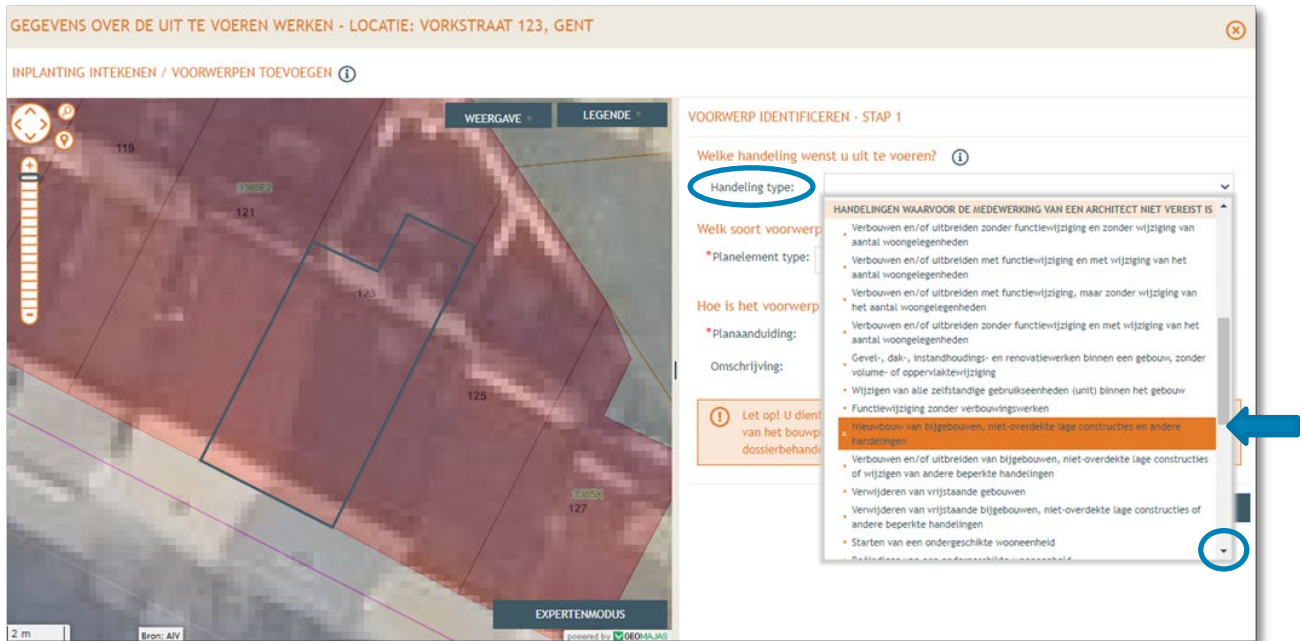 GEGEVENS OVER DE UIT TE VOEREN WERKEN - LOCATIE: VORKSTRAAT 123, GENT
INPLANTING INTEKENEN / VOORWERPEN TOEVOEGEN
WEERGAVE
LEGENDE
119
3385F2
121
123
125
3385X
127
EXPERTENMODUS
2 m
Bron: AIV
powered by GEOMAJAS
VOORWERP IDENTIFICEREN - STAP 1
Welke handeling wenst u uit te voeren?
Handeling type:
HANDELINGEN WAARVOOR DE MEDEWERKING VAN EEN ARCHITECT NIET VEREIST IS
Verbouwen en/of uitbreiden zonder functiewijziging en zonder wijziging van
aantal woongelegenheden
Verbouwen en/of uitbreiden met functiewijziging en met wijziging van het
aantal woongelegenheden
Verbouwen en/of uitbreiden met functiewijziging, maar zonder wijziging van
het aantal woongelegenheden
Verbouwen en/of uitbreiden zonder functiewijziging en met wijziging van het
aantal woongelegenheden
Gevel-, dak-, instandhoudings- en renovatiewerken binnen een gebouw, zonder
volume- of oppervlaktewijziging
Wijzigen van alle zelfstandige gebruikseenheden (unit) binnen het gebouw
Functiewijziging zonder verbouwingswerken
Nieuwbouw van bijgebouwen, niet-overdekte lage constructies en andere
handelingen
Verbouwen en/of uitbreiden van bijgebouwen, niet-overdekte lage constructies
of wijzigen van andere beperkte handelingen
Verwijderen van vrijstaande gebouwen
Verwijderen van vrijstaande bijgebouwen, niet-overdekte lage constructies of
andere beperkte handelingen
Starten van een ondergeschikte wooneenheid
Welk soort voorwerp
*Planelement type:
Hoe is het voorwerp
*Planaanduiding:
Omschrijving:
Let op! U dient
van het bouwp
dossierbehande